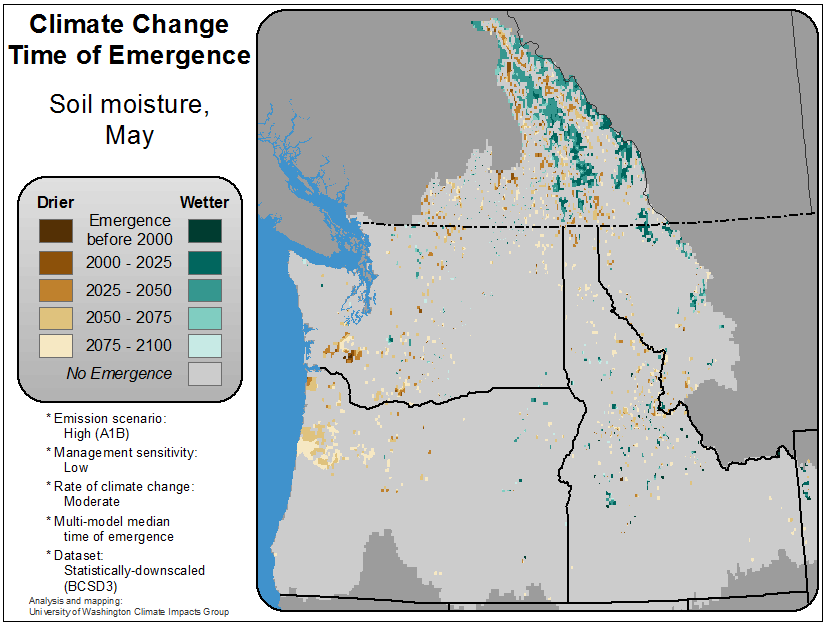 Climate Change
Time of Emergence
Soil moisture,
May
Drier Wetter
Emergence
before 2000
2000 - 2025
2025 - 2050
2050 - 2075
2075 - 2100
No Emergence
* Emission scenario:
High (A1B)
* Management sensitivity:
Low
* Rate of climate change:
Moderate
* Multi-model median
time of emergence
* Dataset:
Statistically-downscaled
(BCSD3)
Analysis and mapping:
University of Washington Climate Impacts Group